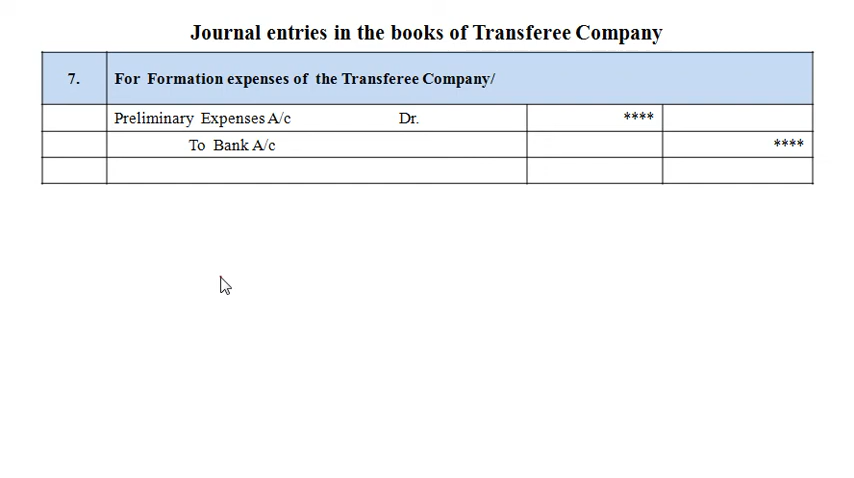 Journal entries in the books of Transferee Company
7. For Formation expenses of the Transferee Company/
Preliminary Expenses A/c Dr. ****
To Bank A/c ****